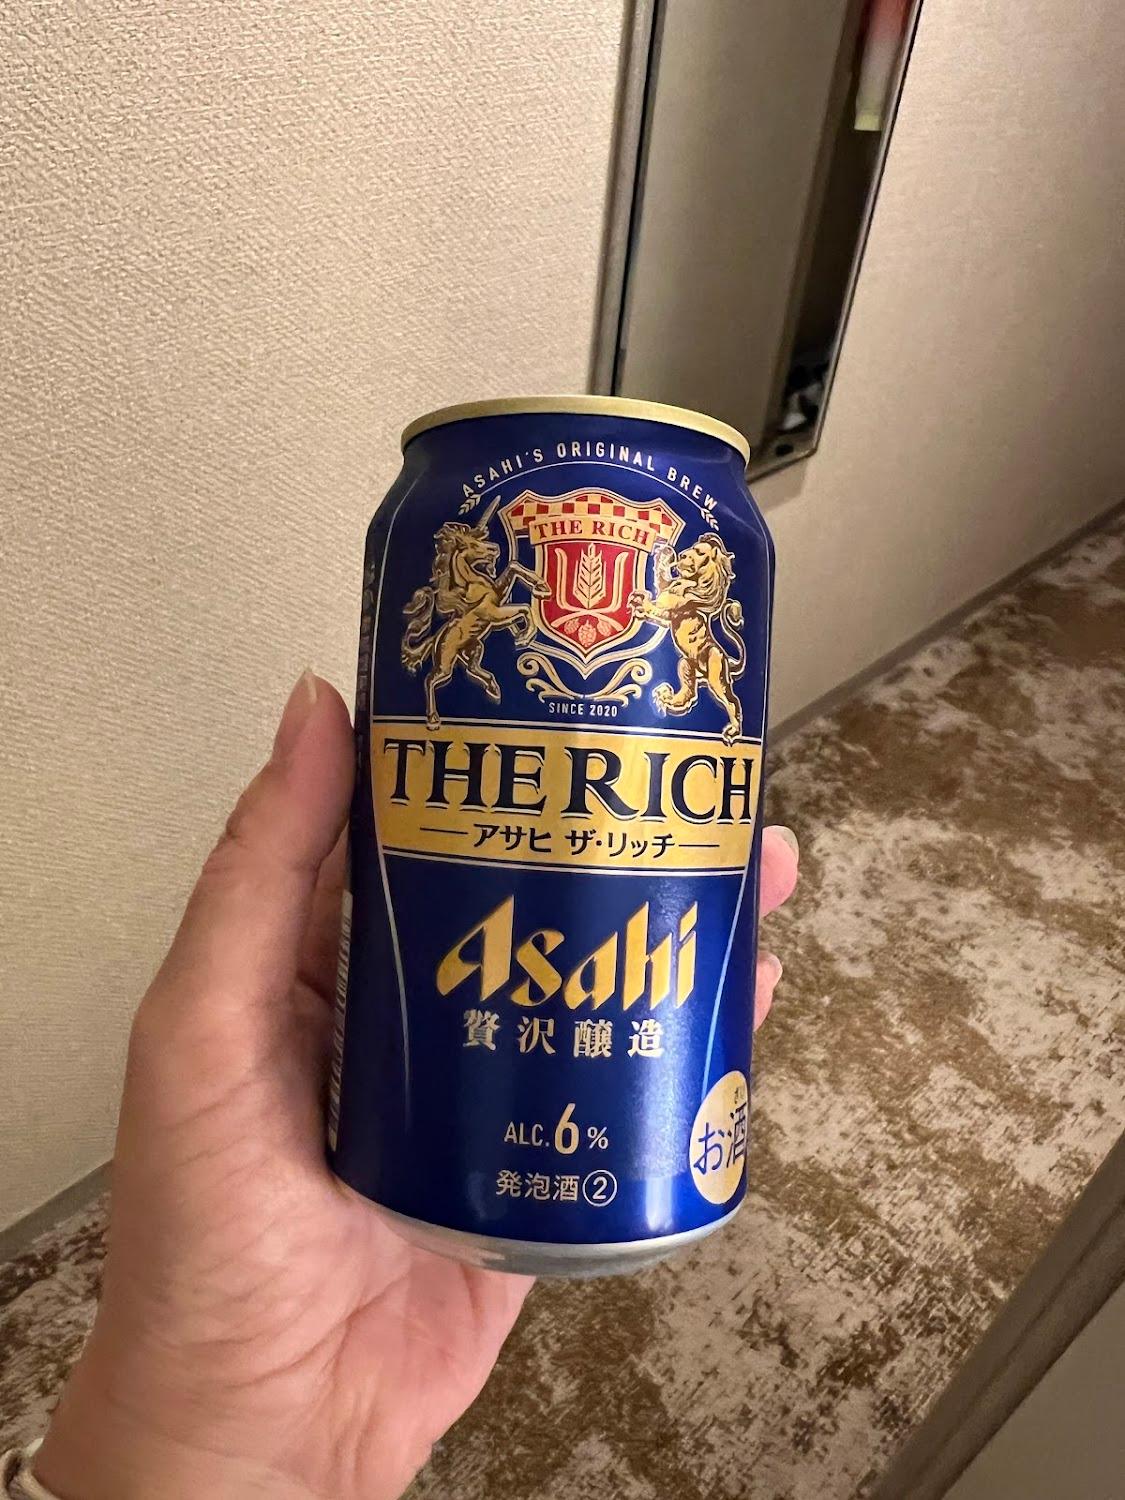 ASAHI'S ORIGINAL BREW
THE RICH
SINCE 2020
THE RICH
アサヒ ザ・リッチ
Asahi
贅沢醸造
ALC.6%
発泡酒②
お酒